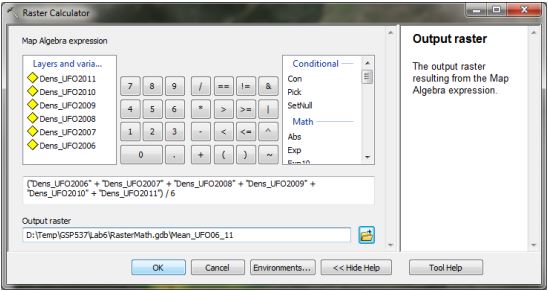 Raster Calculator
Map Algebra expression
Layers and varia...
Dens_UFO2011
Dens_UFO2010
Dens_UFO2009
Dens_UFO2008
Dens_UFO2007
Dens_UFO2006
7 8 9 / == != &
4 5 6 * > >= |
1 2 3 - < <= ^
0 . + ( ) ~
Conditional
Con
Pick
SetNull
Math
Abs
Exp
Exp10
("Dens_UFO2006" + "Dens_UFO2007" + "Dens_UFO2008" + "Dens_UFO2009" +
"Dens_UFO2010" + "Dens_UFO2011") / 6
Output raster
D:\Temp\GSP537\Lab6\RasterMath.gdb\Mean_UFO06_11
OK Cancel Environments... << Hide Help Tool Help
Output raster
The output raster
resulting from the Map
Algebra expression.